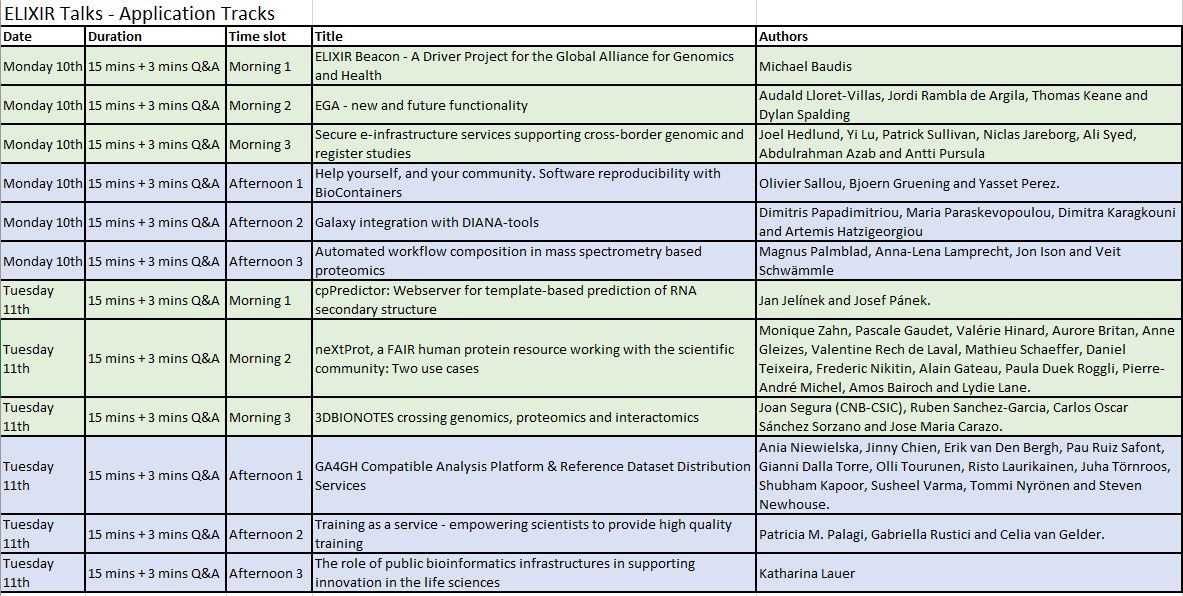 ELIXIR Talks - Application Tracks
Date Duration Time slot Title Authors
Monday 10th 15 mins + 3 mins Q&A Morning 1 ELIXIR Beacon - A Driver Project for the Global Alliance for Genomics
and Health Michael Baudis
Monday 10th 15 mins + 3 mins Q&A Morning 2 EGA - new and future functionality Audald Lloret-Villas, Jordi Rambla de Argila, Thomas Keane and
Dylan Spalding
Monday 10th 15 mins + 3 mins Q&A Morning 3 Secure e-infrastructure services supporting cross-border genomic and
register studies Joel Hedlund, Yi Lu, Patrick Sullivan, Niclas Jareborg, Ali Syed,
Abdulrahman Azab and Antti Pursula
Monday 10th 15 mins + 3 mins Q&A Afternoon 1 Help yourself, and your community. Software reproducibility with
BioContainers Olivier Sallou, Bjoern Gruening and Yasset Perez.
Monday 10th 15 mins + 3 mins Q&A Afternoon 2 Galaxy integration with DIANA-tools Dimitris Papadimitriou, Maria Paraskevopoulou, Dimitra Karagkouni
and Artemis Hatzigeorgiou
Monday 10th 15 mins + 3 mins Q&A Afternoon 3 Automated workflow composition in mass spectrometry based
proteomics Magnus Palmblad, Anna-Lena Lamprecht, Jon Ison and Veit
Schwämmle
Tuesday
11th 15 mins + 3 mins Q&A Morning 1 cpPredictor: Webserver for template-based prediction of RNA
secondary structure Jan Jelínek and Josef Pánek.
Tuesday
11th 15 mins + 3 mins Q&A Morning 2 neXtProt, a FAIR human protein resource working with the scientific
community: Two use cases Monique Zahn, Pascale Gaudet, Valérie Hinard, Aurore Britan, Anne
Gleizes, Valentine Rech de Laval, Mathieu Schaeffer, Daniel
Teixeira, Frederic Nikitin, Alain Gateau, Paula Duek Roggli, Pierre-
André Michel, Amos Bairoch and Lydie Lane.
Tuesday
11th 15 mins + 3 mins Q&A Morning 3 3DBIONOTES crossing genomics, proteomics and interactomics Joan Segura (CNB-CSIC), Ruben Sanchez-Garcia, Carlos Oscar
Sánchez Sorzano and Jose Maria Carazo.
Tuesday
11th 15 mins + 3 mins Q&A Afternoon 1 GA4GH Compatible Analysis Platform & Reference Dataset Distribution
Services Ania Niewielska, Jinny Chien, Erik van Den Bergh, Pau Ruiz Safont,
Gianni Dalla Torre, Olli Tourunen, Risto Laurikainen, Juha Törnroos,
Shubham Kapoor, Susheel Varma, Tommi Nyrönen and Steven
Newhouse.
Tuesday
11th 15 mins + 3 mins Q&A Afternoon 2 Training as a service - empowering scientists to provide high quality
training Patricia M. Palagi, Gabriella Rustici and Celia van Gelder.
Tuesday
11th 15 mins + 3 mins Q&A Afternoon 3 The role of public bioinformatics infrastructures in supporting
innovation in the life sciences Katharina Lauer